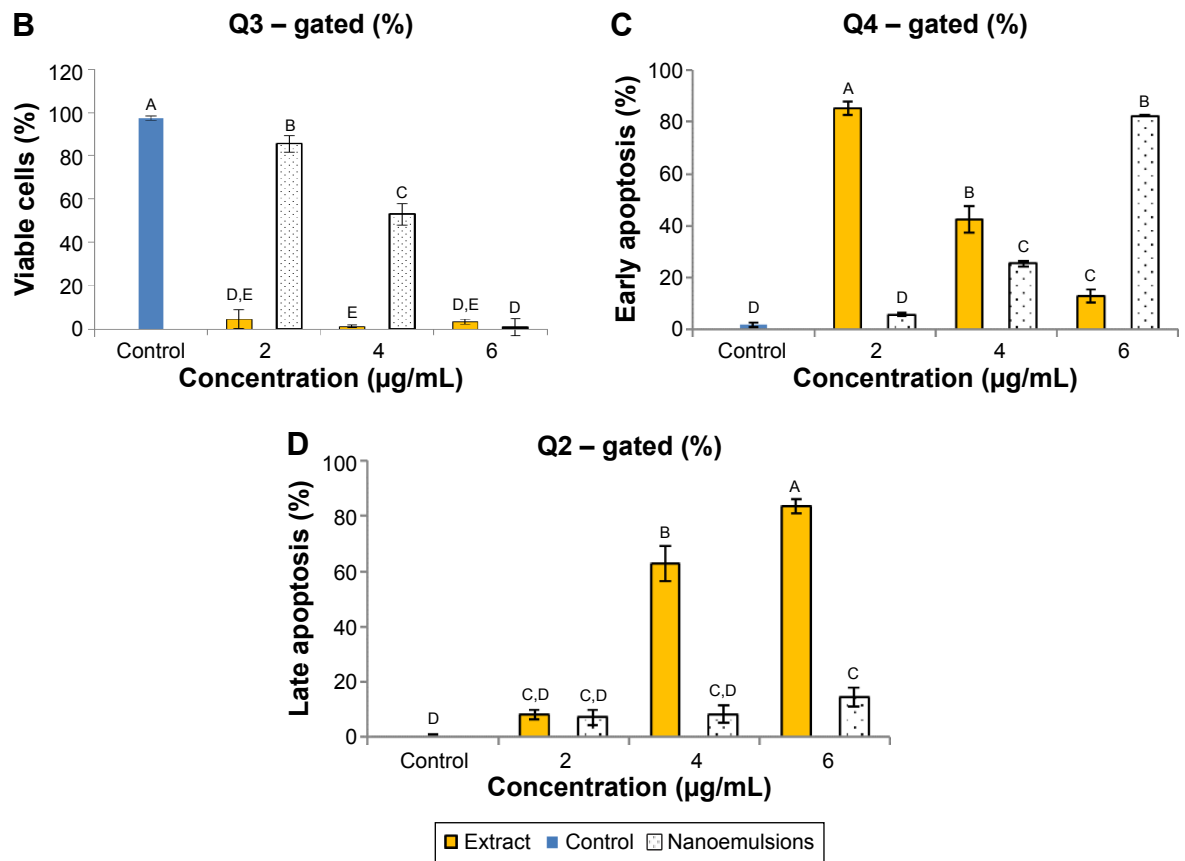 B
Q3 – gated (%)
Viable cells (%)
120
100
80
60
40
20
0
A
D,E
B
E
C
D,E
D
Control
2
4
6
Concentration (µg/mL)
C
Q4 – gated (%)
Early apoptosis (%)
100
80
60
40
20
0
D
A
D
B
C
C
B
Control
2
4
6
Concentration (µg/mL)
D
Q2 – gated (%)
Late apoptosis (%)
100
80
60
40
20
0
D
C,D
C,D
B
C,D
A
C
Control
2
4
6
Concentration (µg/mL)
Extract
Control
Nanoemulsions